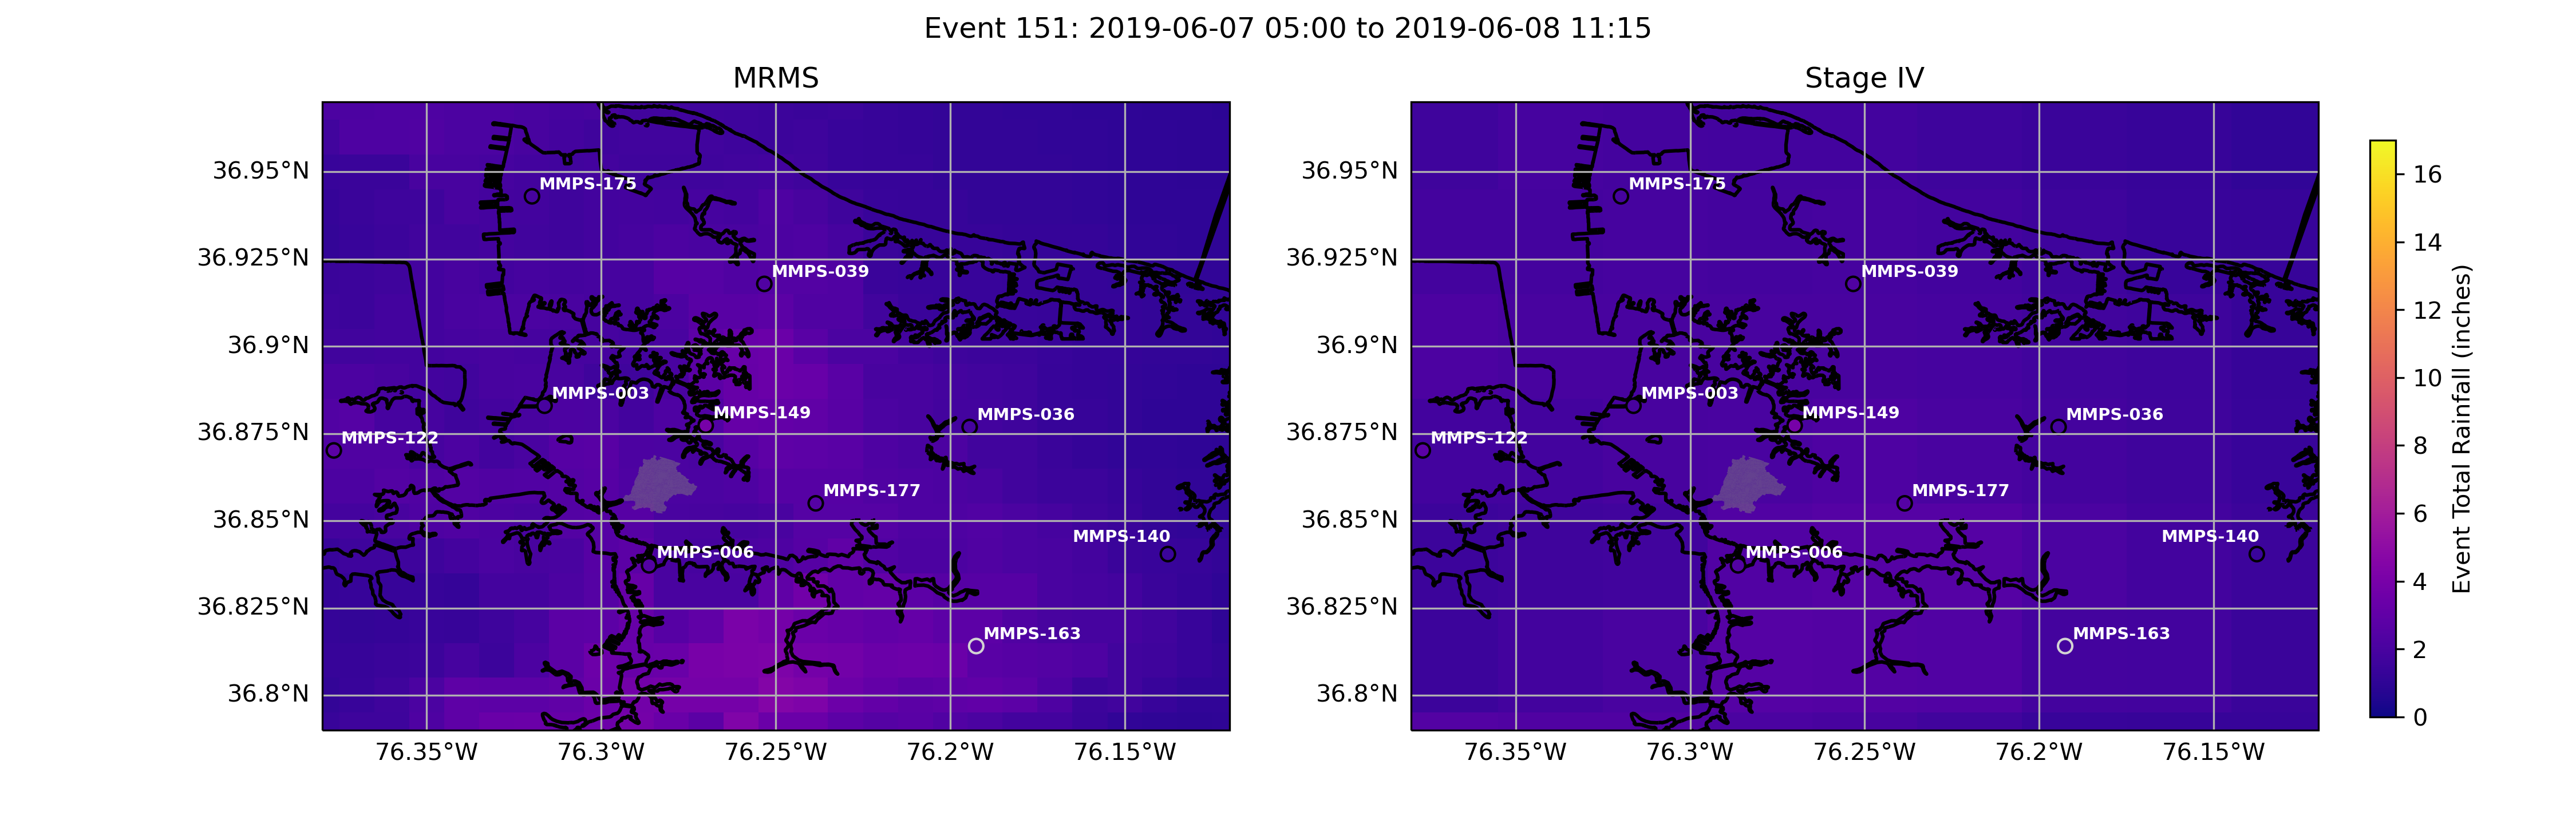 Event 151: 2019-06-07 05:00 to 2019-06-08 11:15
MRMS
36.95°N
36.925°N
36.9°N
36.875°N
36.85°N
36.825°N
36.8°N
76.35°W
76.3°W
76.25°W
76.2°W
76.15°W
MMPS-175
MMPS-039
MMPS-003
MMPS-149
MMPS-036
MMPS-122
MMPS-177
MMPS-140
MMPS-006
MMPS-163
Stage IV
36.95°N
36.925°N
36.9°N
36.875°N
36.85°N
36.825°N
36.8°N
76.35°W
76.3°W
76.25°W
76.2°W
76.15°W
MMPS-175
MMPS-039
MMPS-003
MMPS-149
MMPS-036
MMPS-122
MMPS-177
MMPS-140
MMPS-006
MMPS-163
16
14
12
10
8
6
4
2
0
Event Total Rainfall (inches)